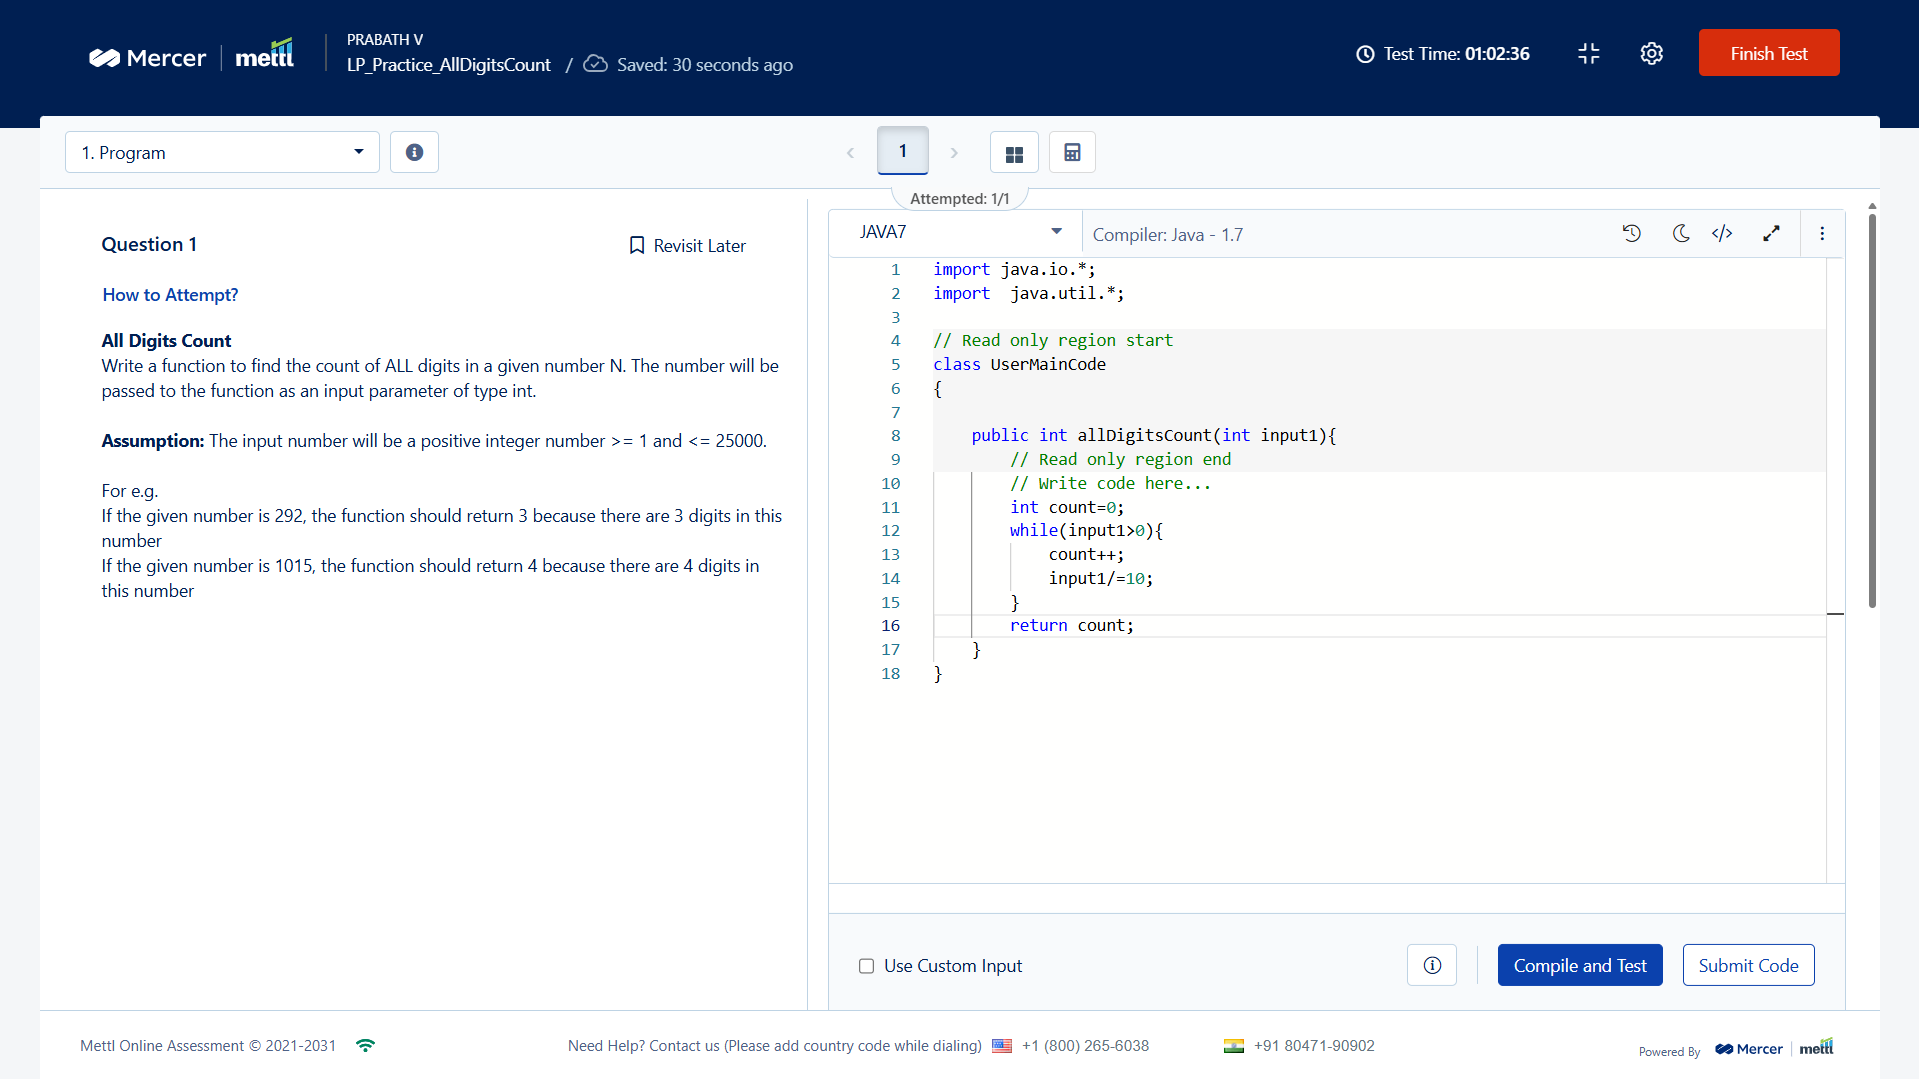 Mercer | mettl
PRABATH V
LP_Practice_AllDigitsCount / Saved: 30 seconds ago
Test Time: 01:02:36
Finish Test
1. Program
1
Attempted: 1/1
Question 1
Revisit Later
How to Attempt?
All Digits Count
Write a function to find the count of ALL digits in a given number N. The number will be
passed to the function as an input parameter of type int.
Assumption: The input number will be a positive integer number >= 1 and <= 25000.
For e.g.
If the given number is 292, the function should return 3 because there are 3 digits in this
number
If the given number is 1015, the function should return 4 because there are 4 digits in
this number
JAVA7
Compiler: Java - 1.7
1 import java.io.*;
2 import  java.util.*;
3
4 // Read only region start
5 class UserMainCode
6 {
7
8     public int allDigitsCount(int input1){
9         // Read only region end
10         // Write code here...
11         int count=0;
12         while(input1>0){
13             count++;
14             input1/=10;
15         }
16         return count;
17     }
18 }
Use Custom Input
Compile and Test
Submit Code
Mettl Online Assessment © 2021-2031
Need Help? Contact us (Please add country code while dialing) +1 (800) 265-6038
+91 80471-90902
Powered By Mercer | mettl